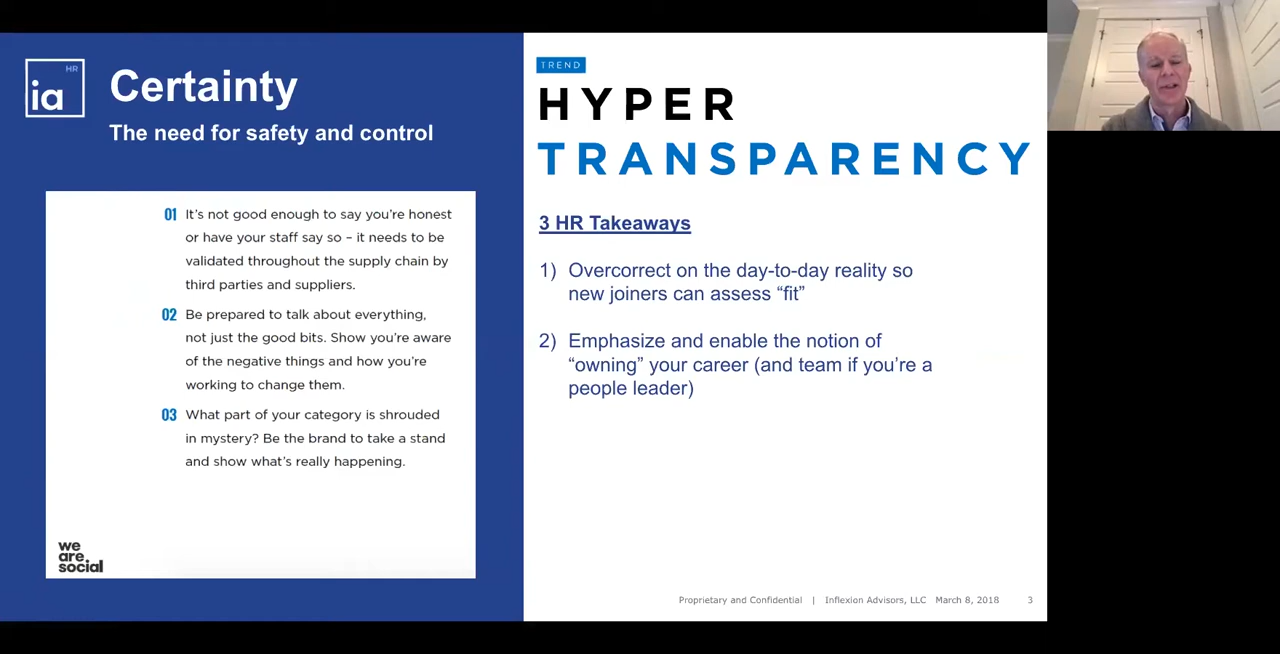 HR
ia
Certainty
The need for safety and control
01 It's not good enough to say you're honest
or have your staff say so – it needs to be
validated throughout the supply chain by
third parties and suppliers.
02 Be prepared to talk about everything,
not just the good bits. Show you're aware
of the negative things and how you're
working to change them.
03 What part of your category is shrouded
in mystery? Be the brand to take a stand
and show what's really happening.
we
are
social
TREND
HYPER
TRANSPARENCY
3 HR Takeaways
1) Overcorrect on the day-to-day reality so
new joiners can assess “fit”
2) Emphasize and enable the notion of
“owning” your career (and team if you're a
people leader)
Proprietary and Confidential | Inflexion Advisors, LLC March 8, 2018 3